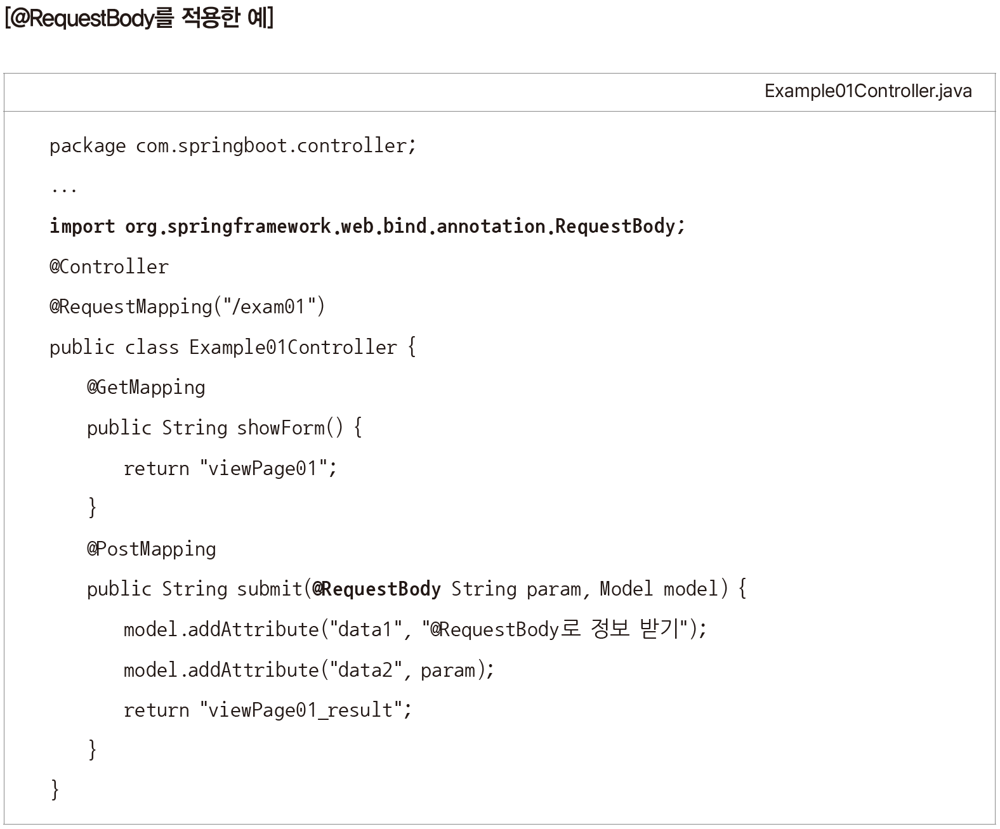 [@RequestBody를 적용한 예]
Example01Controller.java
package com.springboot.controller;
...
import org.springframework.web.bind.annotation.RequestBody;
@Controller
@RequestMapping("/exam01")
public class Example01Controller {
@GetMapping
public String showForm() {
return "viewPage01";
}
@PostMapping
public String submit(@RequestBody String param, Model model) {
model.addAttribute("data1", "@RequestBody로 정보 받기");
model.addAttribute("data2", param);
return "viewPage01_result";
}
}